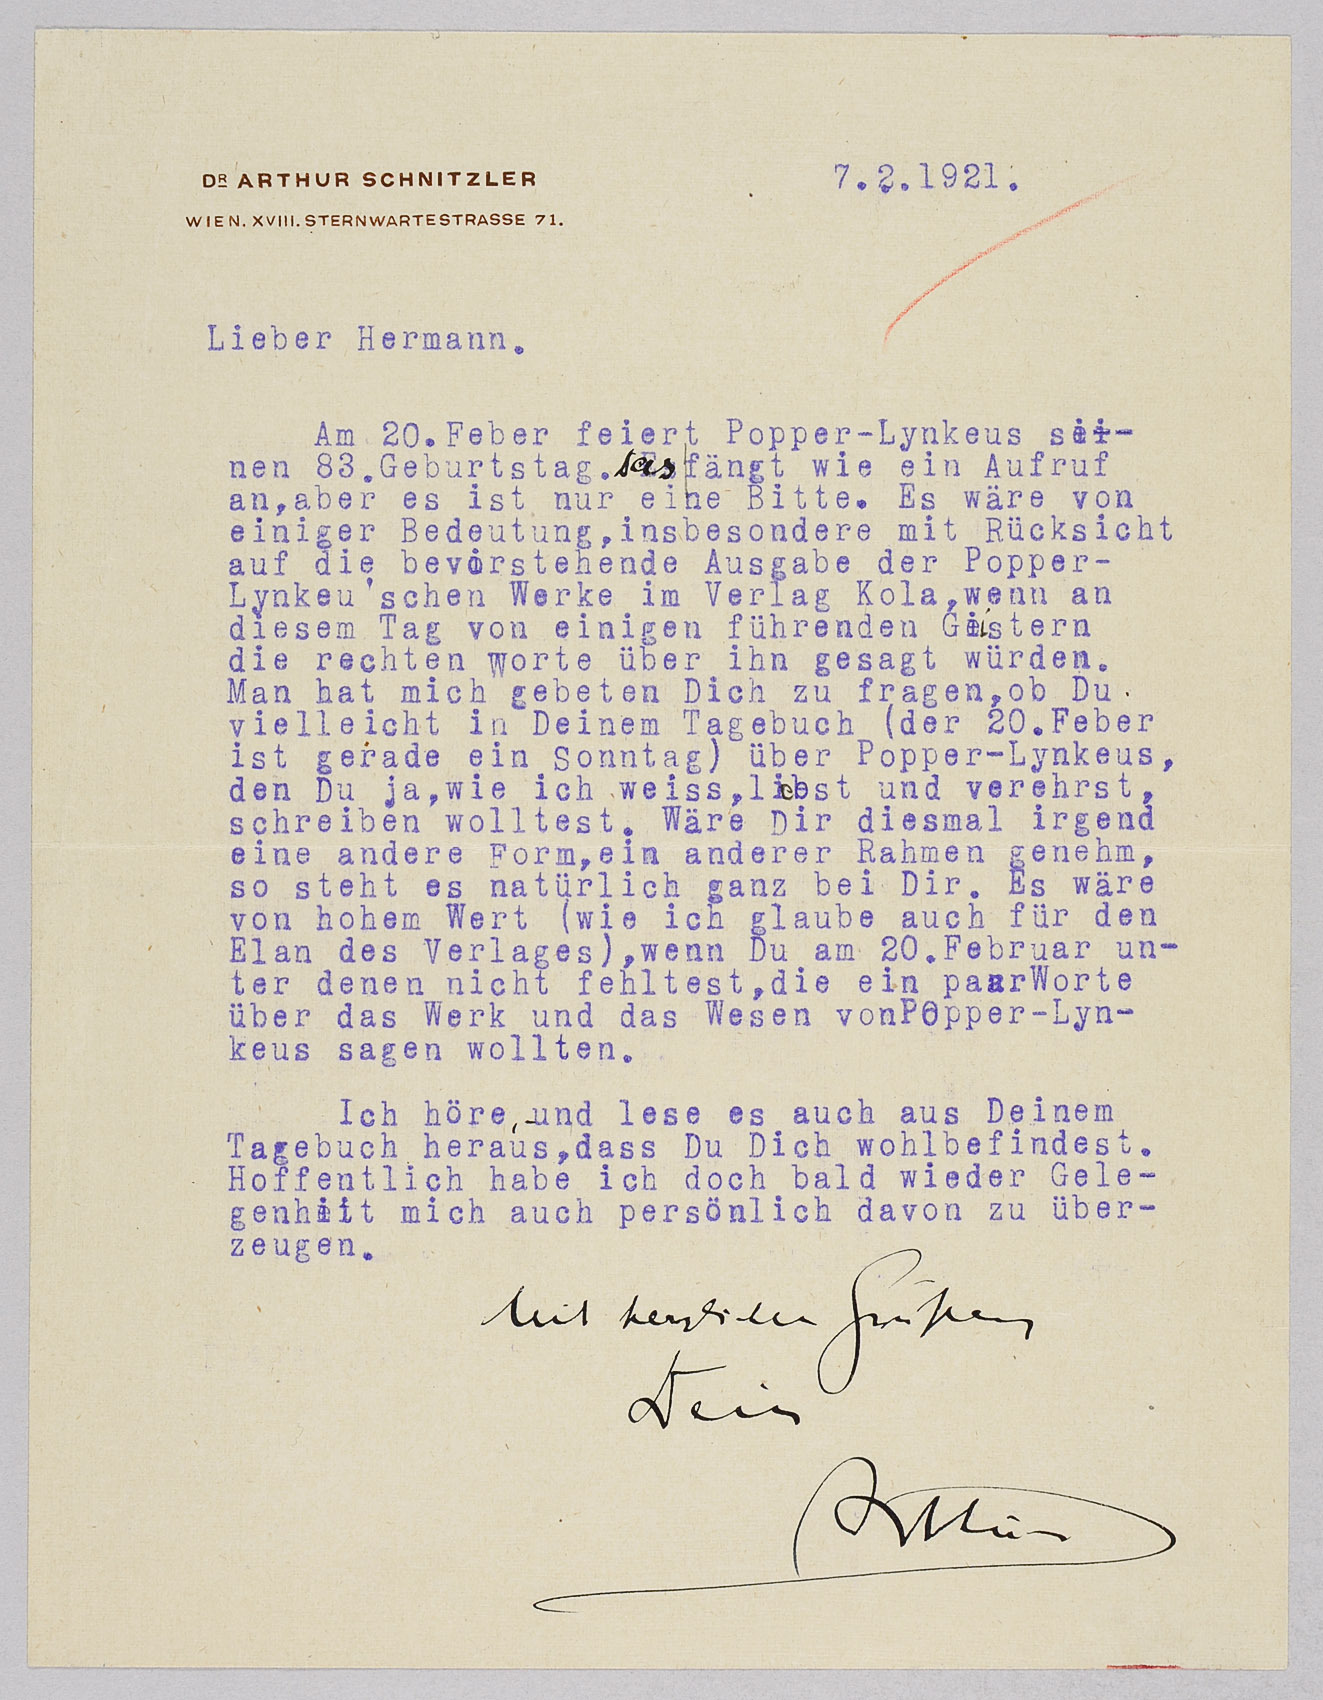 DR ARTHUR SCHNITZLER
WIEN. XVIII. STERNWARTESTRASSE 71.
7.2.1921.
Lieber Hermann.
Am 20.Feber feiert Popper-Lynkeus sei-
nen 83.Geburtstag. Das fängt wie ein Aufruf
an,aber es ist nur eine Bitte. Es wäre von
einiger Bedeutung,insbesondere mit Rücksicht
auf die bevorstehende Ausgabe der Popper-
Lynkeu'schen Werke im Verlag Kola,wenn an
diesem Tag von einigen führenden Geistern
die rechten Worte über ihn gesagt würden.
Man hat mich gebeten Dich zu fragen,ob Du
vielleicht in Deinem Tagebuch (der 20.Feber
ist gerade ein Sonntag) über Popper-Lynkeus,
den Du ja,wie ich weiss,liebst und verehrst,
schreiben wolltest. Wäre Dir diesmal irgend
eine andere Form,ein anderer Rahmen genehm,
so steht es natürlich ganz bei Dir. Es wäre
von hohem Wert (wie ich glaube auch für den
Elan des Verlages),wenn Du am 20.Februar un-
ter denen nicht fehltest,die ein paarWorte
über das Werk und das Wesen vonPopper-Lyn-
keus sagen wollten.
Ich höre, und lese es auch aus Deinem
Tagebuch heraus,dass Du Dich wohlbefindest.
Hoffentlich habe ich doch bald wieder Gele-
genheit mich auch persönlich davon zu über-
zeugen.
Mit herzlichen Grüßen
Dein
Arthur